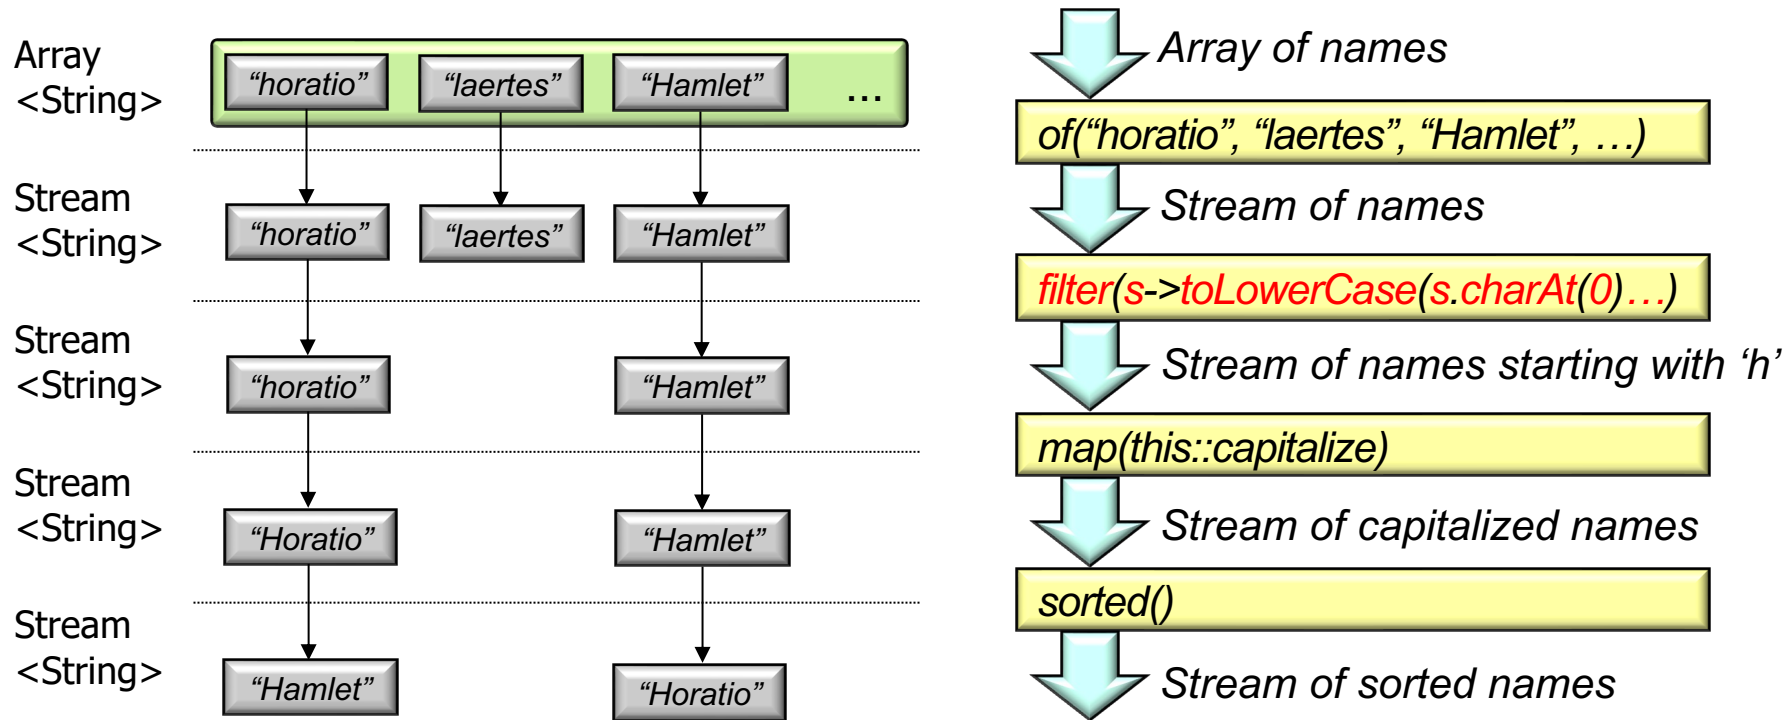 Array
<String>
“horatio” “laertes” “Hamlet” ...
Stream
<String>
“horatio” “laertes” “Hamlet”
Stream
<String>
“horatio” “Hamlet”
Stream
<String>
“Horatio” “Hamlet”
Stream
<String>
“Hamlet” “Horatio”
Array of names
of(“horatio”, “laertes”, “Hamlet”, …)
Stream of names
filter(s->toLowerCase(s.charAt(0)…)
Stream of names starting with ‘h’
map(this::capitalize)
Stream of capitalized names
sorted()
Stream of sorted names